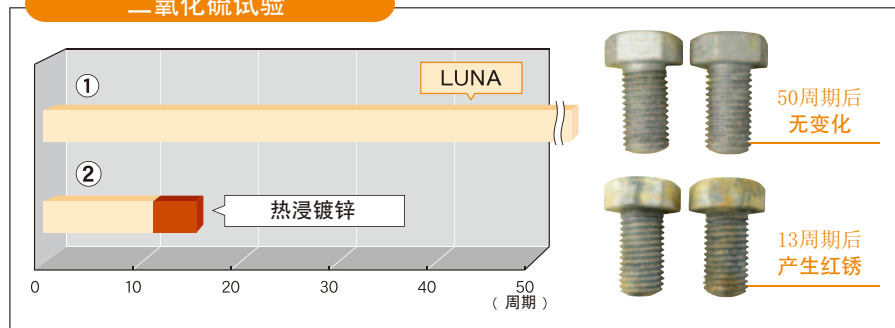 二氧化硫试验
①
LUNA
②
热浸镀锌
0
10
20
30
40
50
（ 周期 ）
50周期后
无变化
13周期后
产生红锈